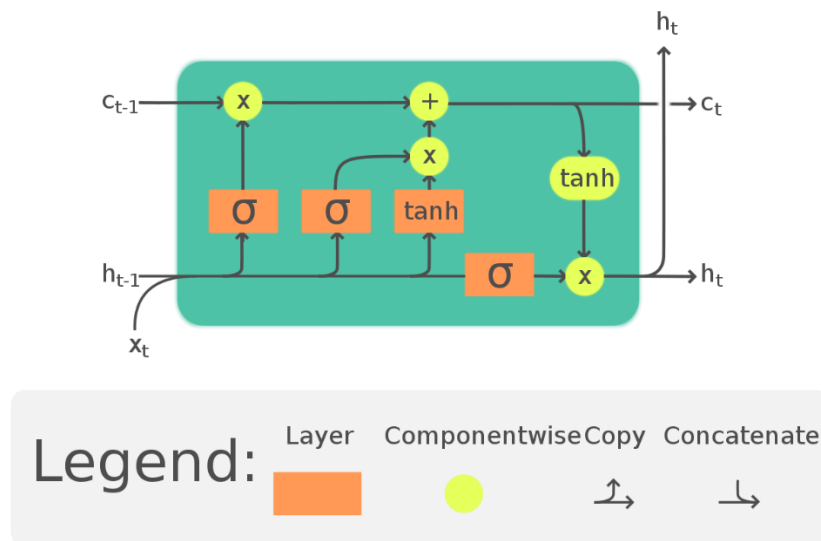 hₜ
cₜ₋₁ x + cₜ
x
tanh
σ σ tanh
hₜ₋₁ σ x hₜ
xₜ
Layer Componentwise Copy Concatenate
Legend: